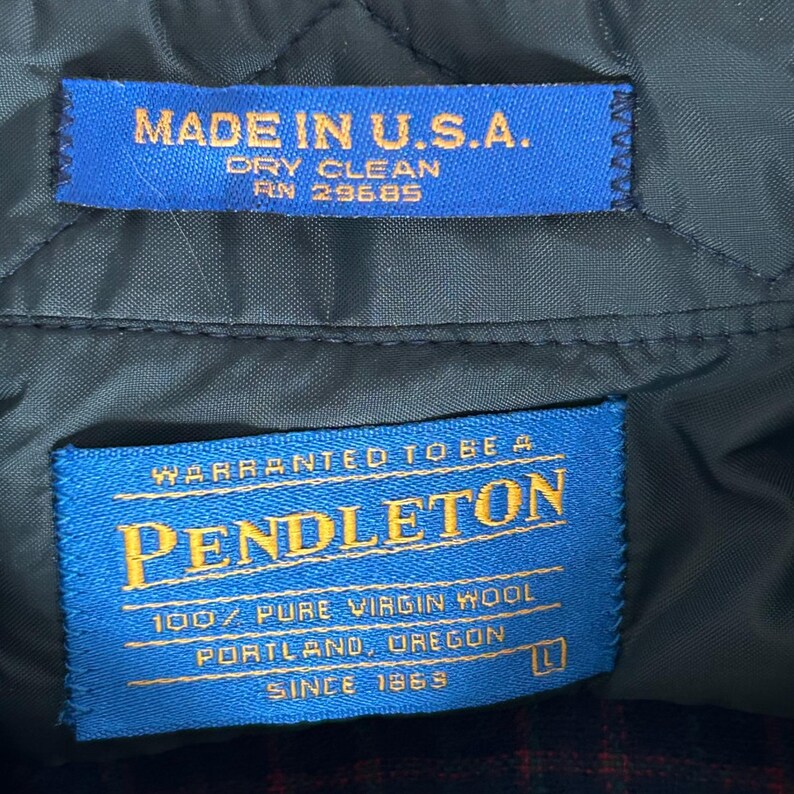 MADE IN U.S.A.
DRY CLEAN
RN 29685
WARRANTED TO BE A
PENDLETON
100% PURE VIRGIN WOOL
PORTLAND, OREGON
L
SINCE 1863